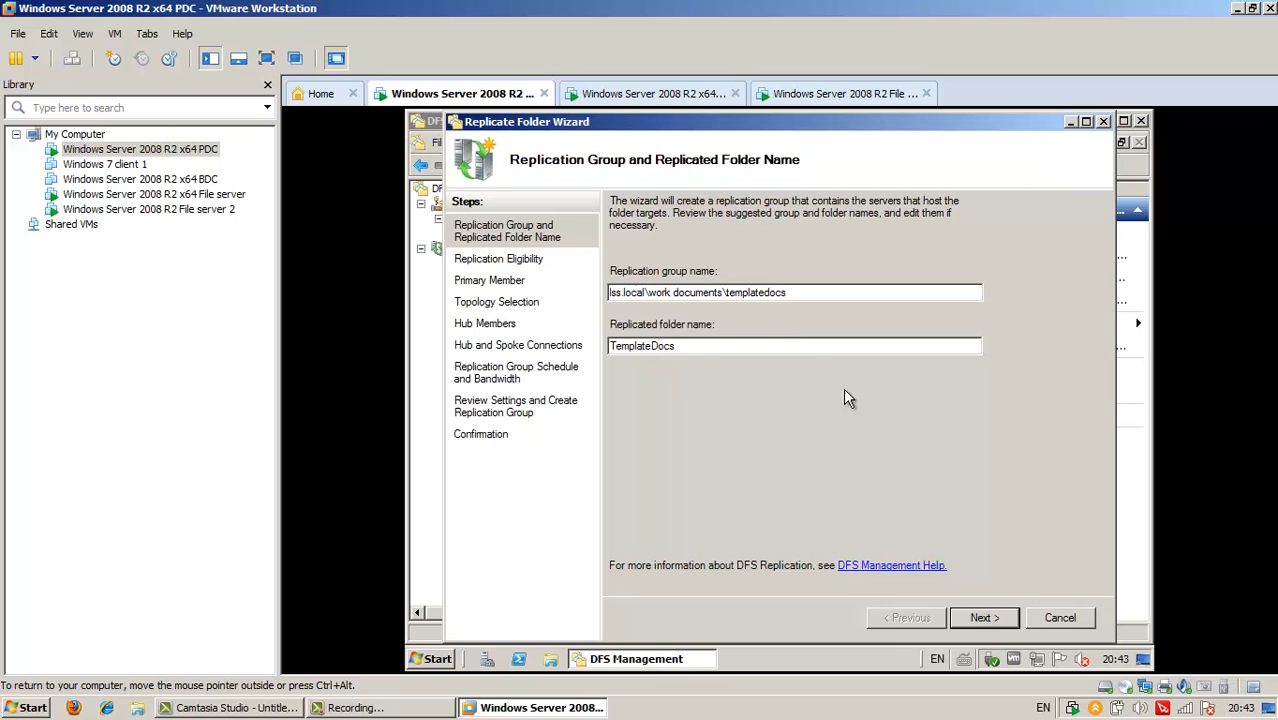 Windows Server 2008 R2 x64 PDC - VMware Workstation
File Edit View VM Tabs Help
Library
Type here to search
My Computer
Windows Server 2008 R2 x64 PDC
Windows 7 client 1
Windows Server 2008 R2 x64 BDC
Windows Server 2008 R2 x64 File server
Windows Server 2008 R2 File server 2
Shared VMs
Home Windows Server 2008 R2 ... Windows Server 2008 R2 x64... Windows Server 2008 R2 File ...
DFS
Replicate Folder Wizard
Replication Group and Replicated Folder Name
Steps:
Replication Group and
Replicated Folder Name
Replication Eligibility
Primary Member
Topology Selection
Hub Members
Hub and Spoke Connections
Replication Group Schedule
and Bandwidth
Review Settings and Create
Replication Group
Confirmation
The wizard will create a replication group that contains the servers that host the
folder targets. Review the suggested group and folder names, and edit them if
necessary.
Replication group name:
lss.local\work documents\templatedocs
Replicated folder name:
TemplateDocs
For more information about DFS Replication, see DFS Management Help.
< Previous Next > Cancel
Start DFS Management EN 20:43
To return to your computer, move the mouse pointer outside or press Ctrl+Alt.
Start Camtasia Studio - Untitle... Recording... Windows Server 2008... EN 20:43